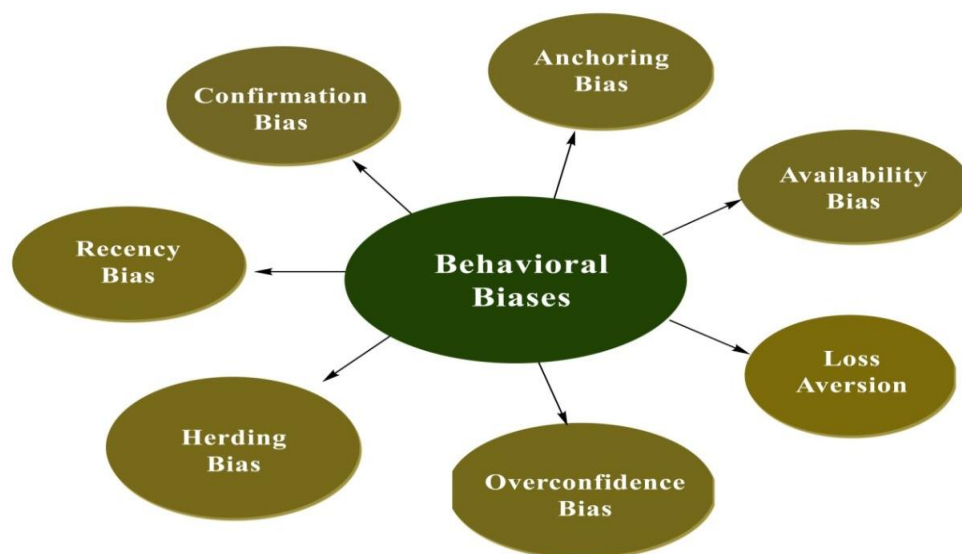 Anchoring
Bias
Confirmation
Bias
Availability
Bias
Recency
Bias
Behavioral
Biases
Loss
Aversion
Herding
Bias
Overconfidence
Bias